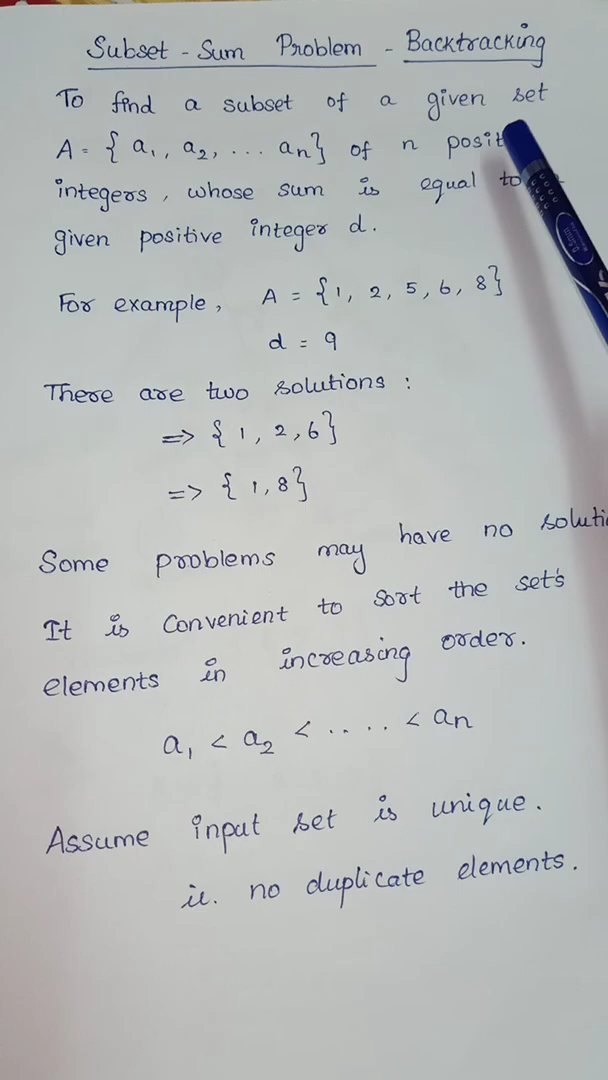 Subset - Sum Problem - Backtracking
To find a subset of a given set
A = { a1, a2, ... an} of n posit
integers, whose sum is equal to
given positive integer d.
For example, A = {1, 2, 5, 6, 8}
d = 9
There are two solutions :
=> {1, 2, 6}
=> {1, 8}
Some problems may have no soluti
It is convenient to sort the set's
elements in increasing order.
a1 < a2 < .... < an
Assume input set is unique.
ie. no duplicate elements.